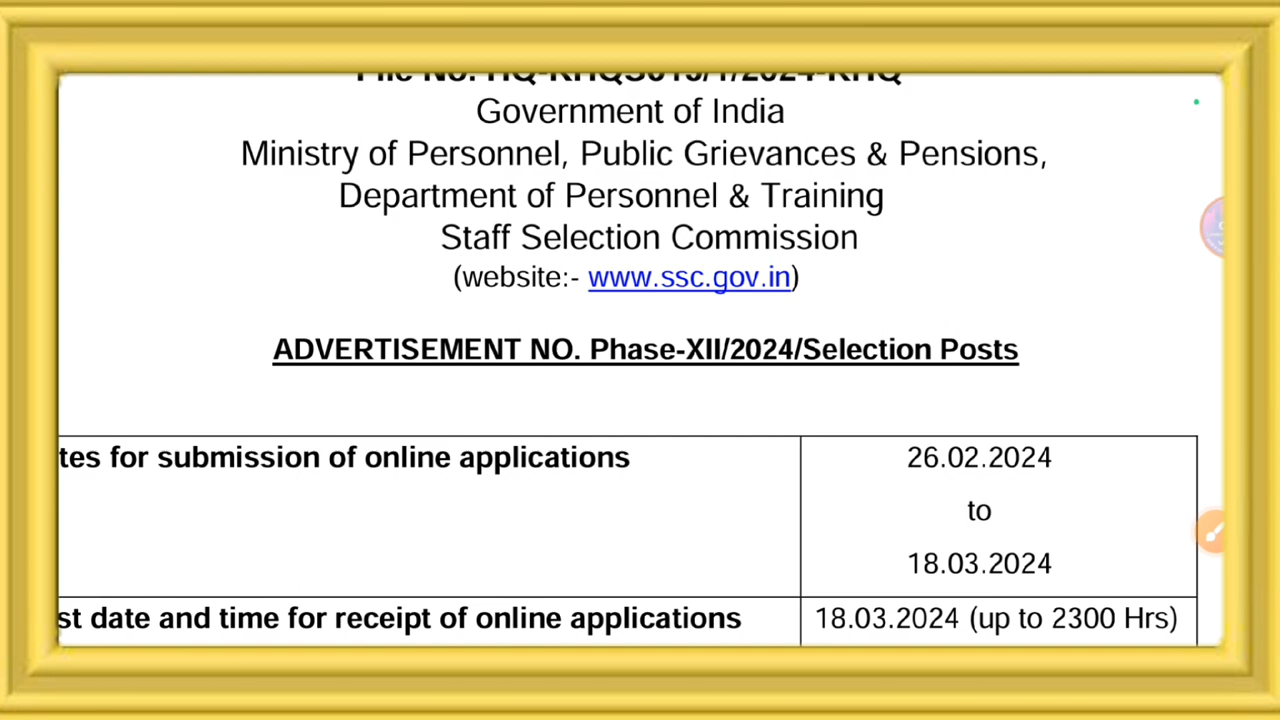 File No. HQ-
Government of India
Ministry of Personnel, Public Grievances & Pensions,
Department of Personnel & Training
Staff Selection Commission
(website:- www.ssc.gov.in)
ADVERTISEMENT NO. Phase-XII/2024/Selection Posts
tes for submission of online applications
26.02.2024
to
18.03.2024
st date and time for receipt of online applications
18.03.2024 (up to 2300 Hrs)